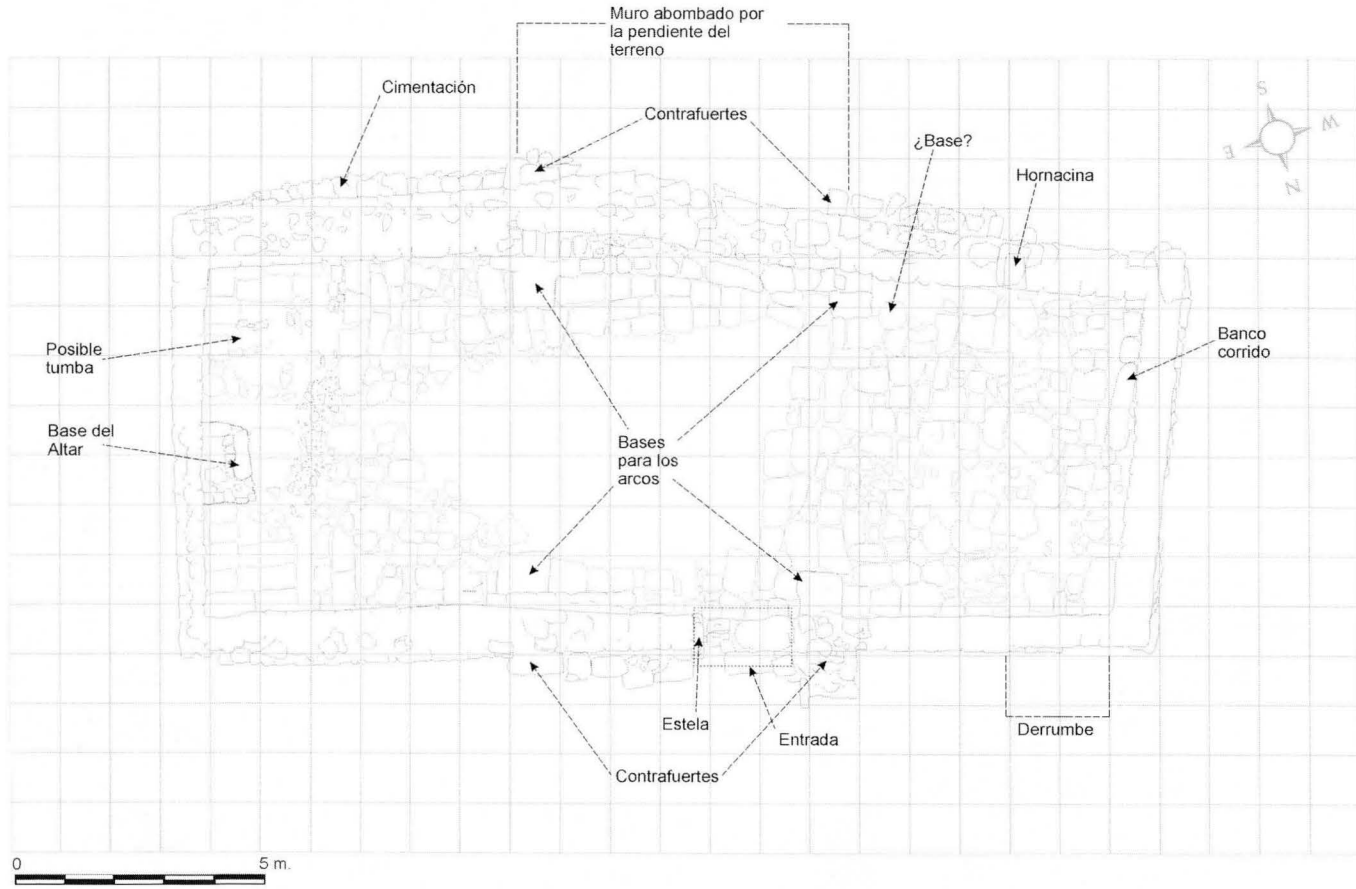 Muro abombado por
la pendiente del
terreno
Cimentación
Contrafuertes
¿Base?
Hornacina
S
W
E
N
Posible
tumba
Banco
corrido
Base del
Altar
Bases
para los
arcos
Estela
Entrada
Derrumbe
Contrafuertes
0
5 m.